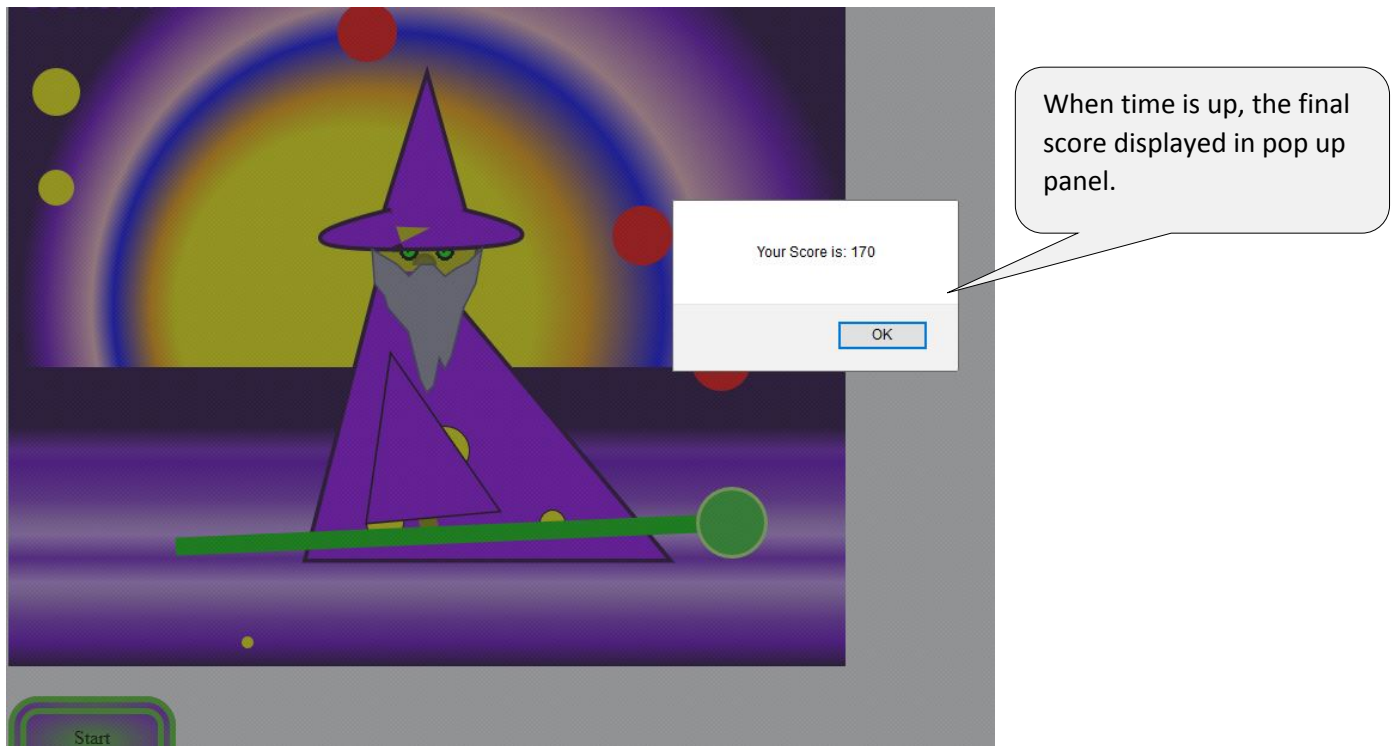 When time is up, the final
score displayed in pop up
panel.
Your Score is: 170
OK
Start